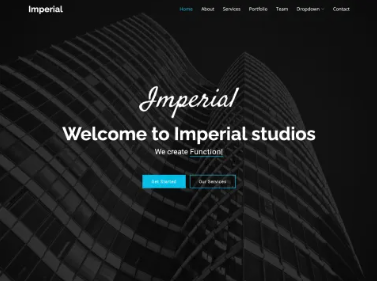 Imperial
Home About Services Portfolio Team Dropdown Contact
Imperial
Welcome to Imperial studios
We create Function|
Get Started Our Services